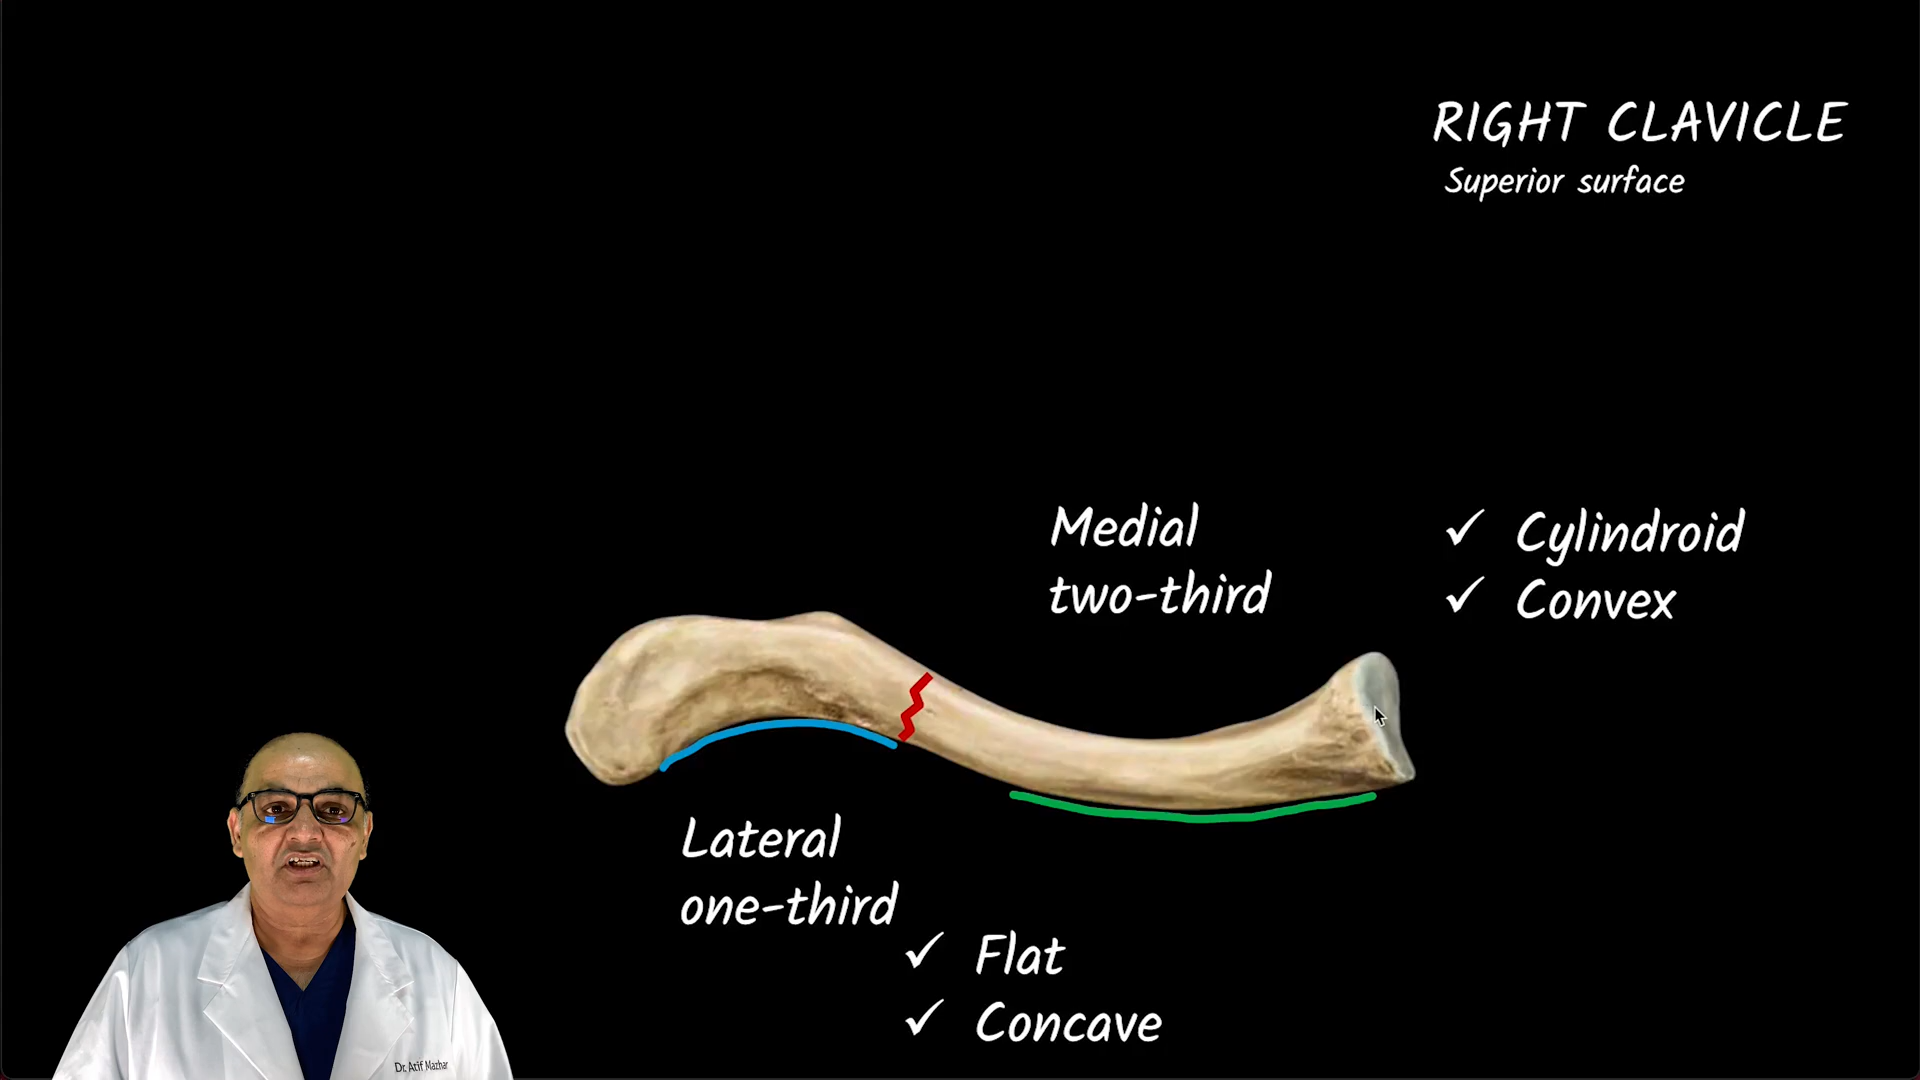 RIGHT CLAVICLE
Superior surface
Medial
two-third
✓ Cylindroid
✓ Convex
Lateral
one-third
✓ Flat
✓ Concave
Dr. Atif Mazhar